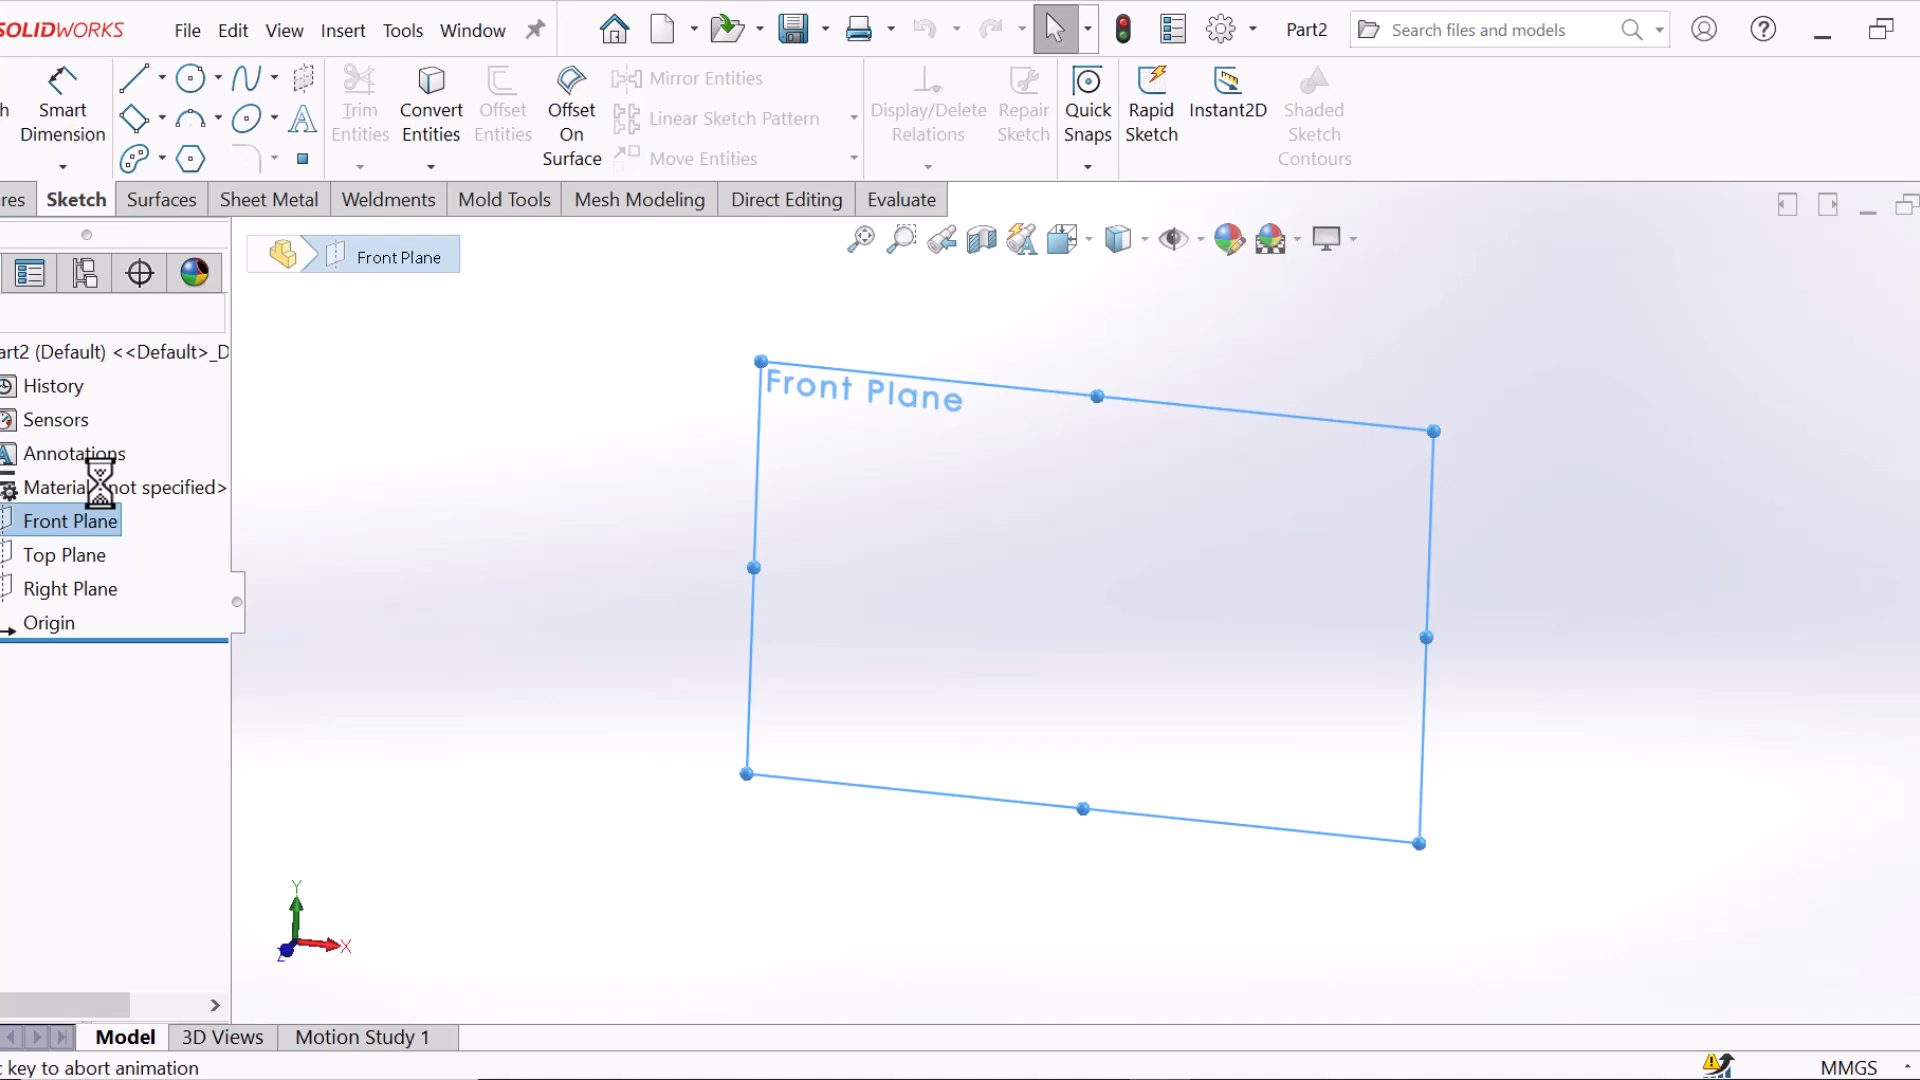 SOLIDWORKS
File Edit View Insert Tools Window
Part2
Search files and models
h
Smart Dimension
Trim Entities
Convert Entities
Offset Entities
Offset On Surface
Mirror Entities
Linear Sketch Pattern
Move Entities
Display/Delete Relations
Repair Sketch
Quick Snaps
Rapid Sketch
Instant2D
Shaded Sketch Contours
res Sketch Surfaces Sheet Metal Weldments Mold Tools Mesh Modeling Direct Editing Evaluate
Front Plane
art2 (Default) <<Default>_D
History
Sensors
Annotations
Material not specified>
Front Plane
Top Plane
Right Plane
Origin
Front Plane
Y
X
Z
Model 3D Views Motion Study 1
c key to abort animation
MMGS